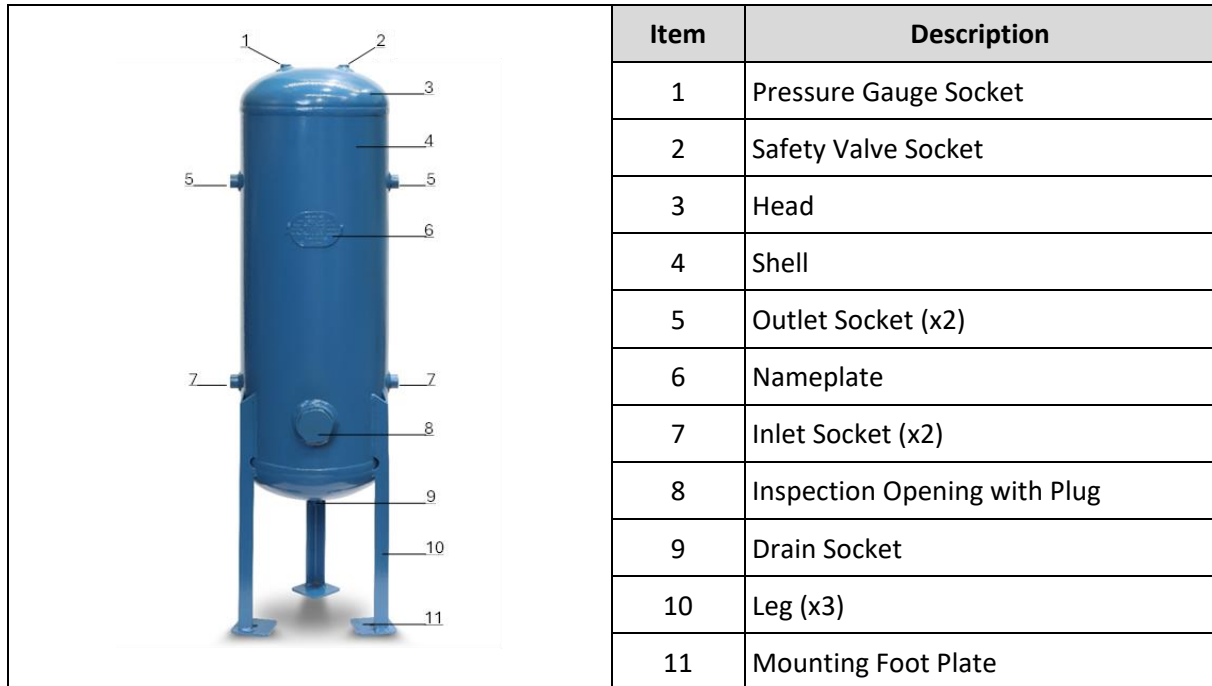 1
2
3
4
5
5
6
7
7
8
9
10
11
Item Description
1 Pressure Gauge Socket
2 Safety Valve Socket
3 Head
4 Shell
5 Outlet Socket (x2)
6 Nameplate
7 Inlet Socket (x2)
8 Inspection Opening with Plug
9 Drain Socket
10 Leg (x3)
11 Mounting Foot Plate